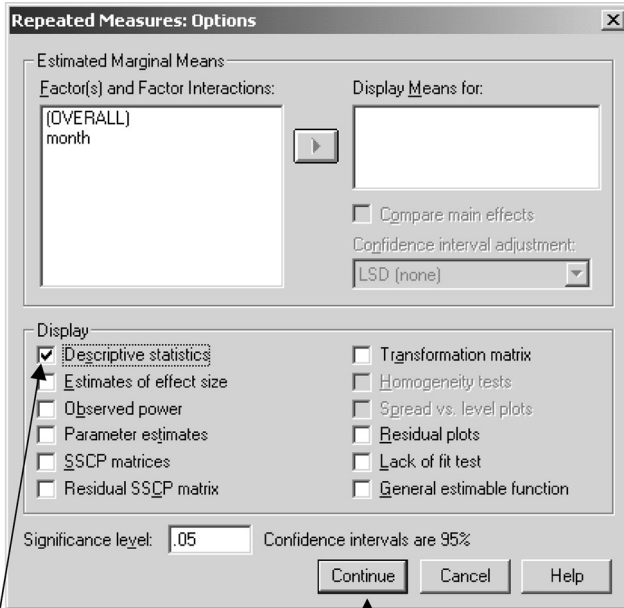 Repeated Measures: Options
Estimated Marginal Means
Factor(s) and Factor Interactions:
(OVERALL)
month
Display Means for:
Compare main effects
Confidence interval adjustment:
LSD (none)
Display
Descriptive statistics
Estimates of effect size
Observed power
Parameter estimates
SSCP matrices
Residual SSCP matrix
Transformation matrix
Homogeneity tests
Spread vs. level plots
Residual plots
Lack of fit test
General estimable function
Significance level: .05 Confidence intervals are 95%
Continue Cancel Help